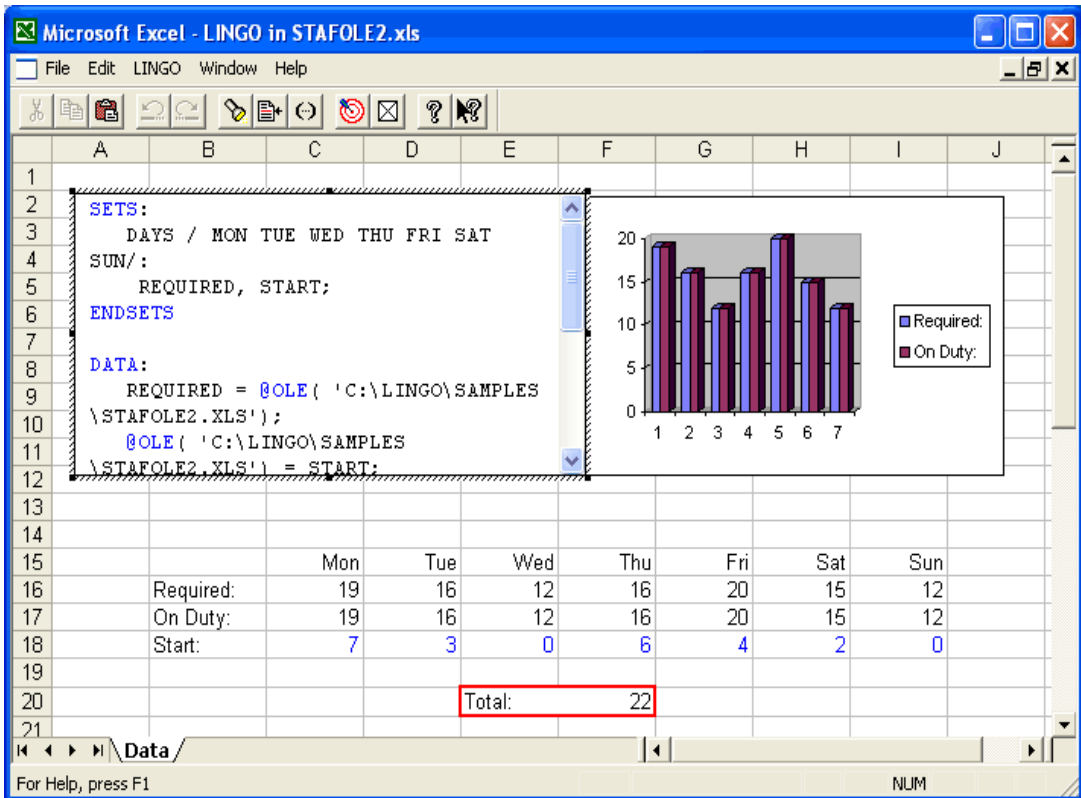 Microsoft Excel - LINGO in STAFOLE2.xls
File Edit LINGO Window Help
A B C D E F G H I J
1
2
3
4
5
6
7
8
9
10
11
12
13
14
15
16
17
18
19
20
21
SETS:
DAYS / MON TUE WED THU FRI SAT
SUN/:
REQUIRED, START;
ENDSETS
DATA:
REQUIRED = @OLE( 'C:\LINGO\SAMPLES
\STAFOLE2.XLS');
@OLE( 'C:\LINGO\SAMPLES
\STAFOLE2.XLS') = START;
20
15
10
5
0
1 2 3 4 5 6 7
Required:
On Duty:
Mon Tue Wed Thu Fri Sat Sun
Required: 19 16 12 16 20 15 12
On Duty: 19 16 12 16 20 15 12
Start: 7 3 0 6 4 2 0
Total: 22
Data
For Help, press F1 NUM